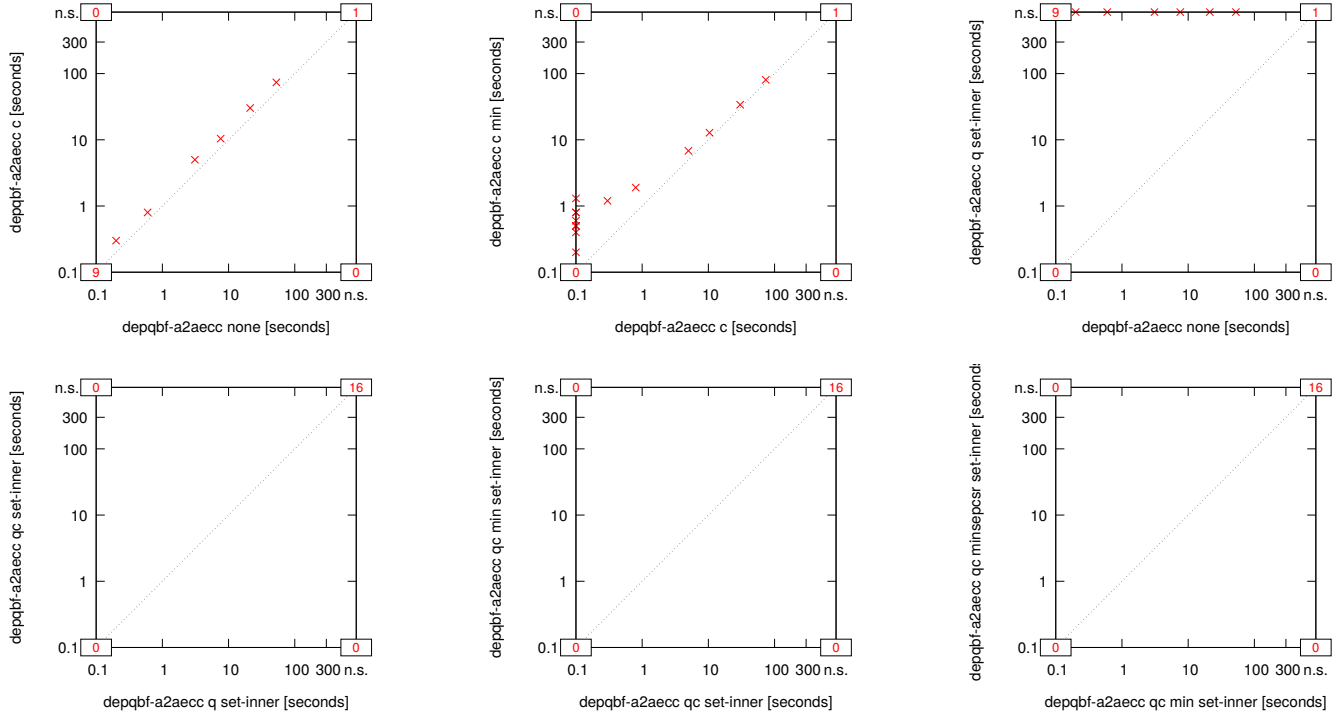 n.s. 0 1
300
100
10
1
0.1 9 0
0.1 1 10 100 300 n.s.
depqbf-a2aecc c [seconds]
depqbf-a2aecc none [seconds]
n.s. 0 1
300
100
10
1
0.1 0 0
0.1 1 10 100 300 n.s.
depqbf-a2aecc c min [seconds]
depqbf-a2aecc c [seconds]
n.s. 9 1
300
100
10
1
0.1 0 0
0.1 1 10 100 300 n.s.
depqbf-a2aecc q set-inner [seconds]
depqbf-a2aecc none [seconds]
n.s. 0 16
300
100
10
1
0.1 0 0
0.1 1 10 100 300 n.s.
depqbf-a2aecc qc set-inner [seconds]
depqbf-a2aecc q set-inner [seconds]
n.s. 0 16
300
100
10
1
0.1 0 0
0.1 1 10 100 300 n.s.
depqbf-a2aecc qc min set-inner [seconds]
depqbf-a2aecc qc set-inner [seconds]
n.s. 0 16
300
100
10
1
0.1 0 0
0.1 1 10 100 300 n.s.
depqbf-a2aecc qc minsepcsr set-inner [second
depqbf-a2aecc qc min set-inner [seconds]